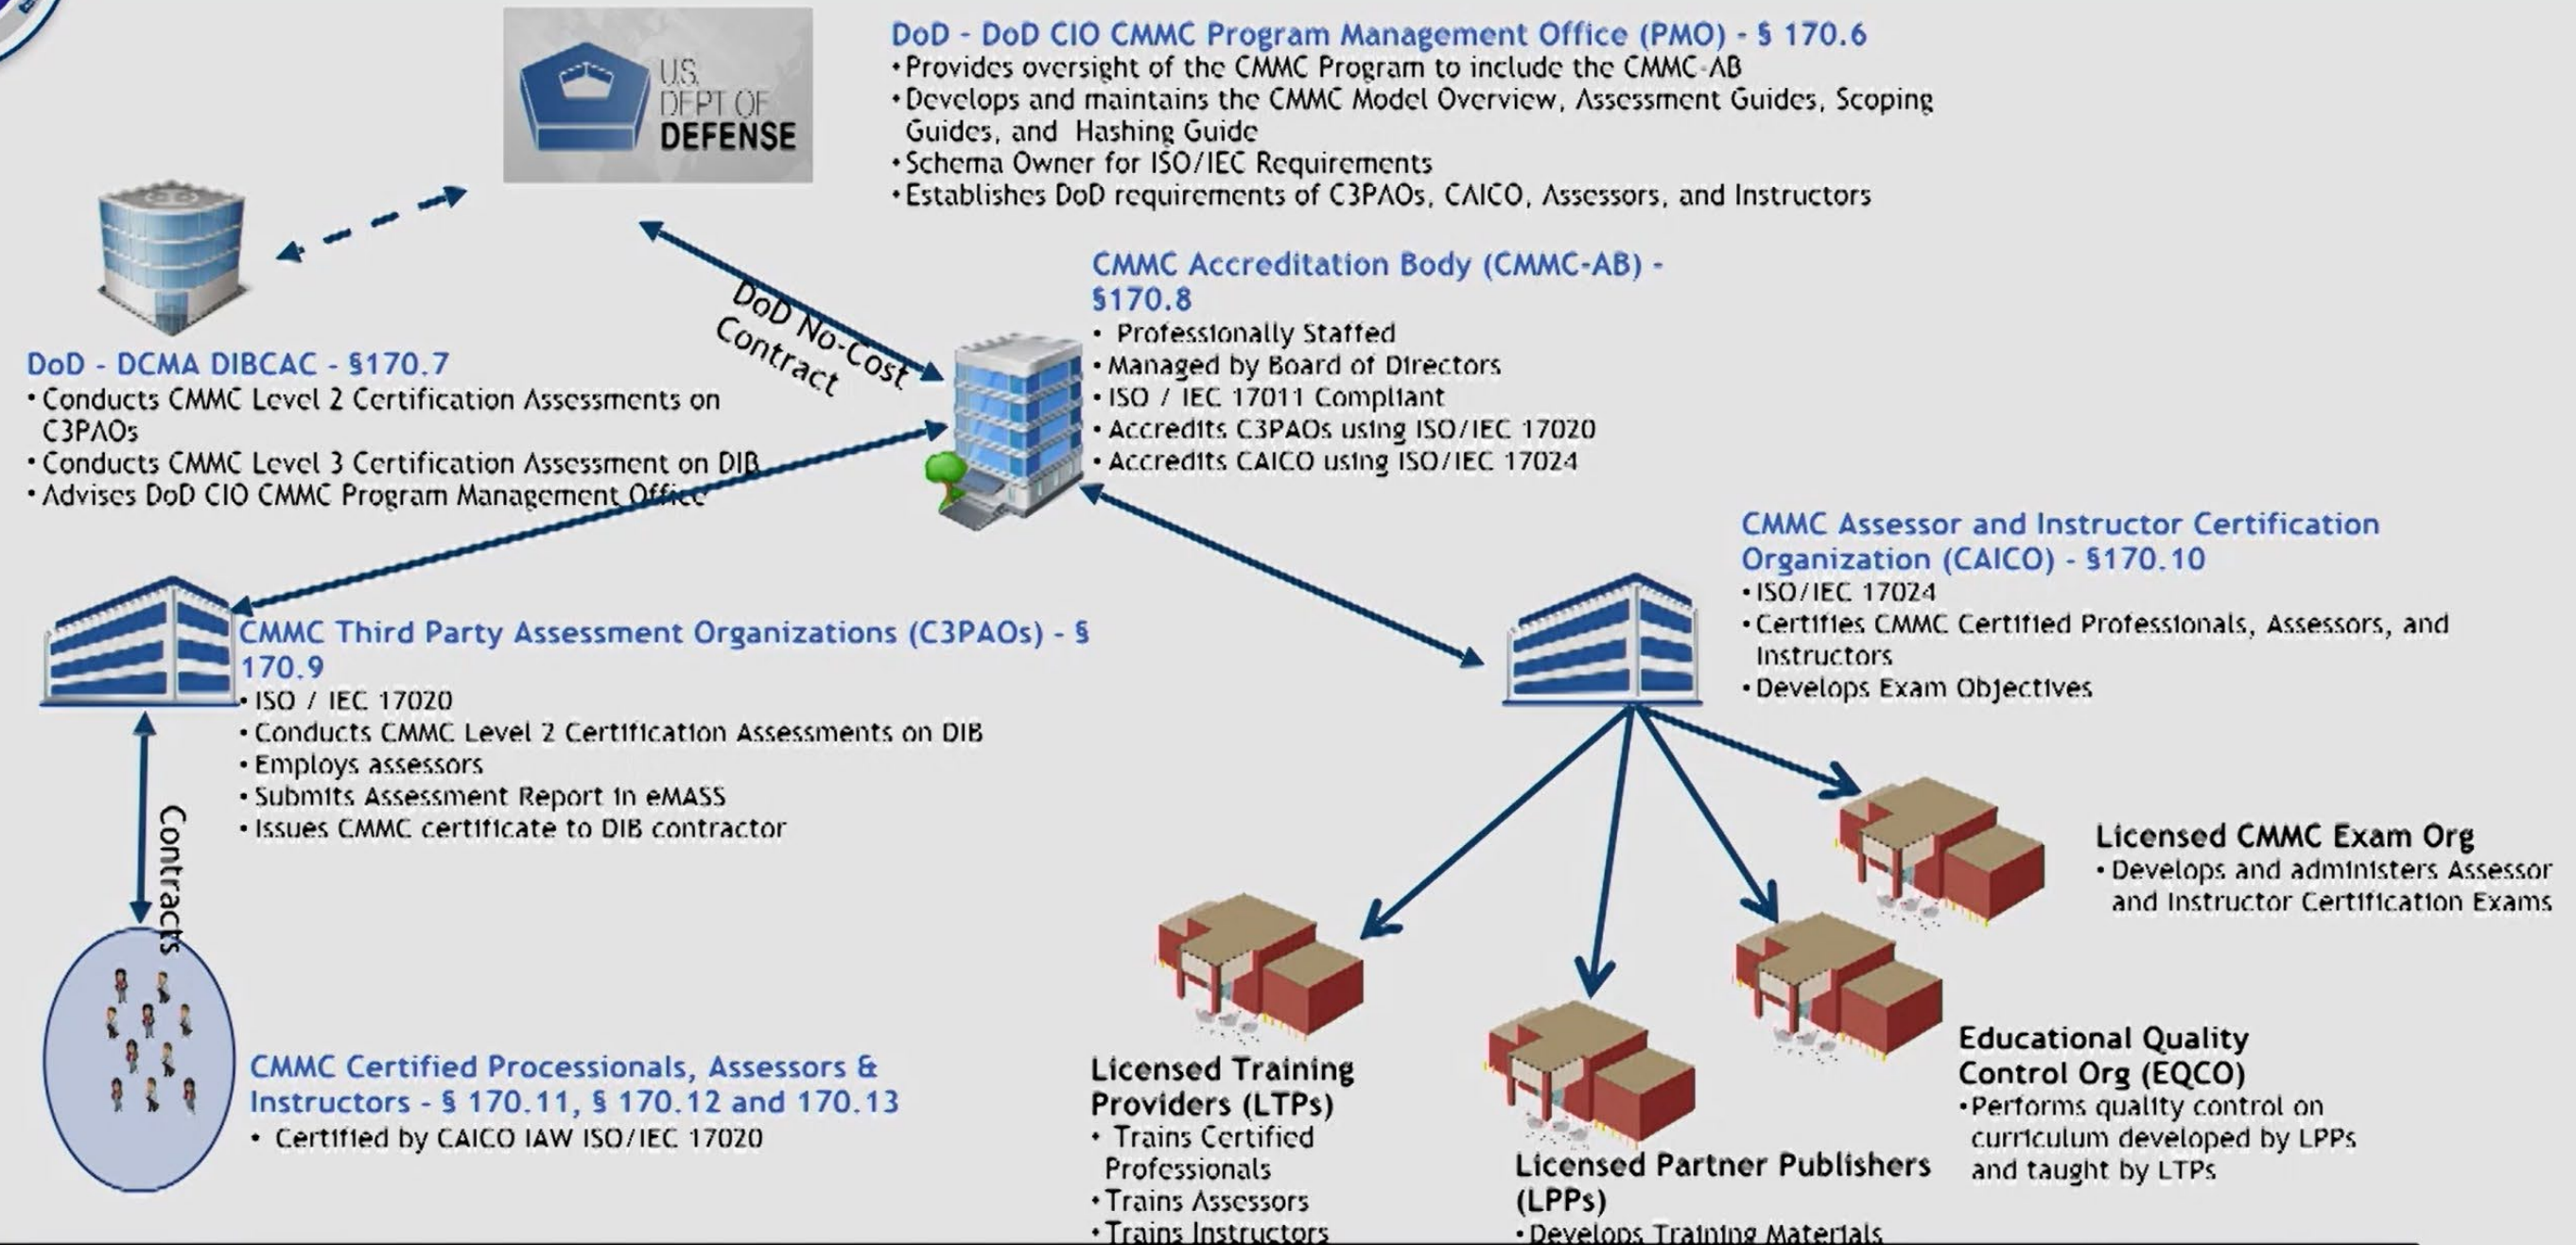 U.S.
DEPT OF
DEFENSE
DoD - DoD CIO CMMC Program Management Office (PMO) - § 170.6
•Provides oversight of the CMMC Program to include the CMMC-AB
•Develops and maintains the CMMC Model Overview, Assessment Guides, Scoping
Guides, and Hashing Guide
•Schema Owner for ISO/IEC Requirements
•Establishes DoD requirements of C3PAOs, CAICO, Assessors, and Instructors
DoD No-Cost
Contract
CMMC Accreditation Body (CMMC-AB) -
§170.8
• Professionally Staffed
•Managed by Board of Directors
•ISO / IEC 17011 Compliant
•Accredits C3PAOs using ISO/IEC 17020
•Accredits CAICO using ISO/IEC 17024
DoD - DCMA DIBCAC - §170.7
•Conducts CMMC Level 2 Certification Assessments on
C3PAOs
•Conducts CMMC Level 3 Certification Assessment on DIB
•Advises DoD CIO CMMC Program Management Office
CMMC Assessor and Instructor Certification
Organization (CAICO) - §170.10
•ISO/IEC 17024
•Certifies CMMC Certified Professionals, Assessors, and
Instructors
•Develops Exam Objectives
CMMC Third Party Assessment Organizations (C3PAOs) - §
170.9
•ISO / IEC 17020
•Conducts CMMC Level 2 Certification Assessments on DIB
•Employs assessors
•Submits Assessment Report in eMASS
•Issues CMMC certificate to DIB contractor
Contracts
CMMC Certified Processionals, Assessors &
Instructors - § 170.11, § 170.12 and 170.13
• Certified by CAICO IAW ISO/IEC 17020
Licensed CMMC Exam Org
•Develops and administers Assessor
and Instructor Certification Exams
Educational Quality
Control Org (EQCO)
•Performs quality control on
curriculum developed by LPPs
and taught by LTPs
Licensed Training
Providers (LTPs)
• Trains Certified
Professionals
•Trains Assessors
•Trains Instructors
Licensed Partner Publishers
(LPPs)
•Develops Training Materials